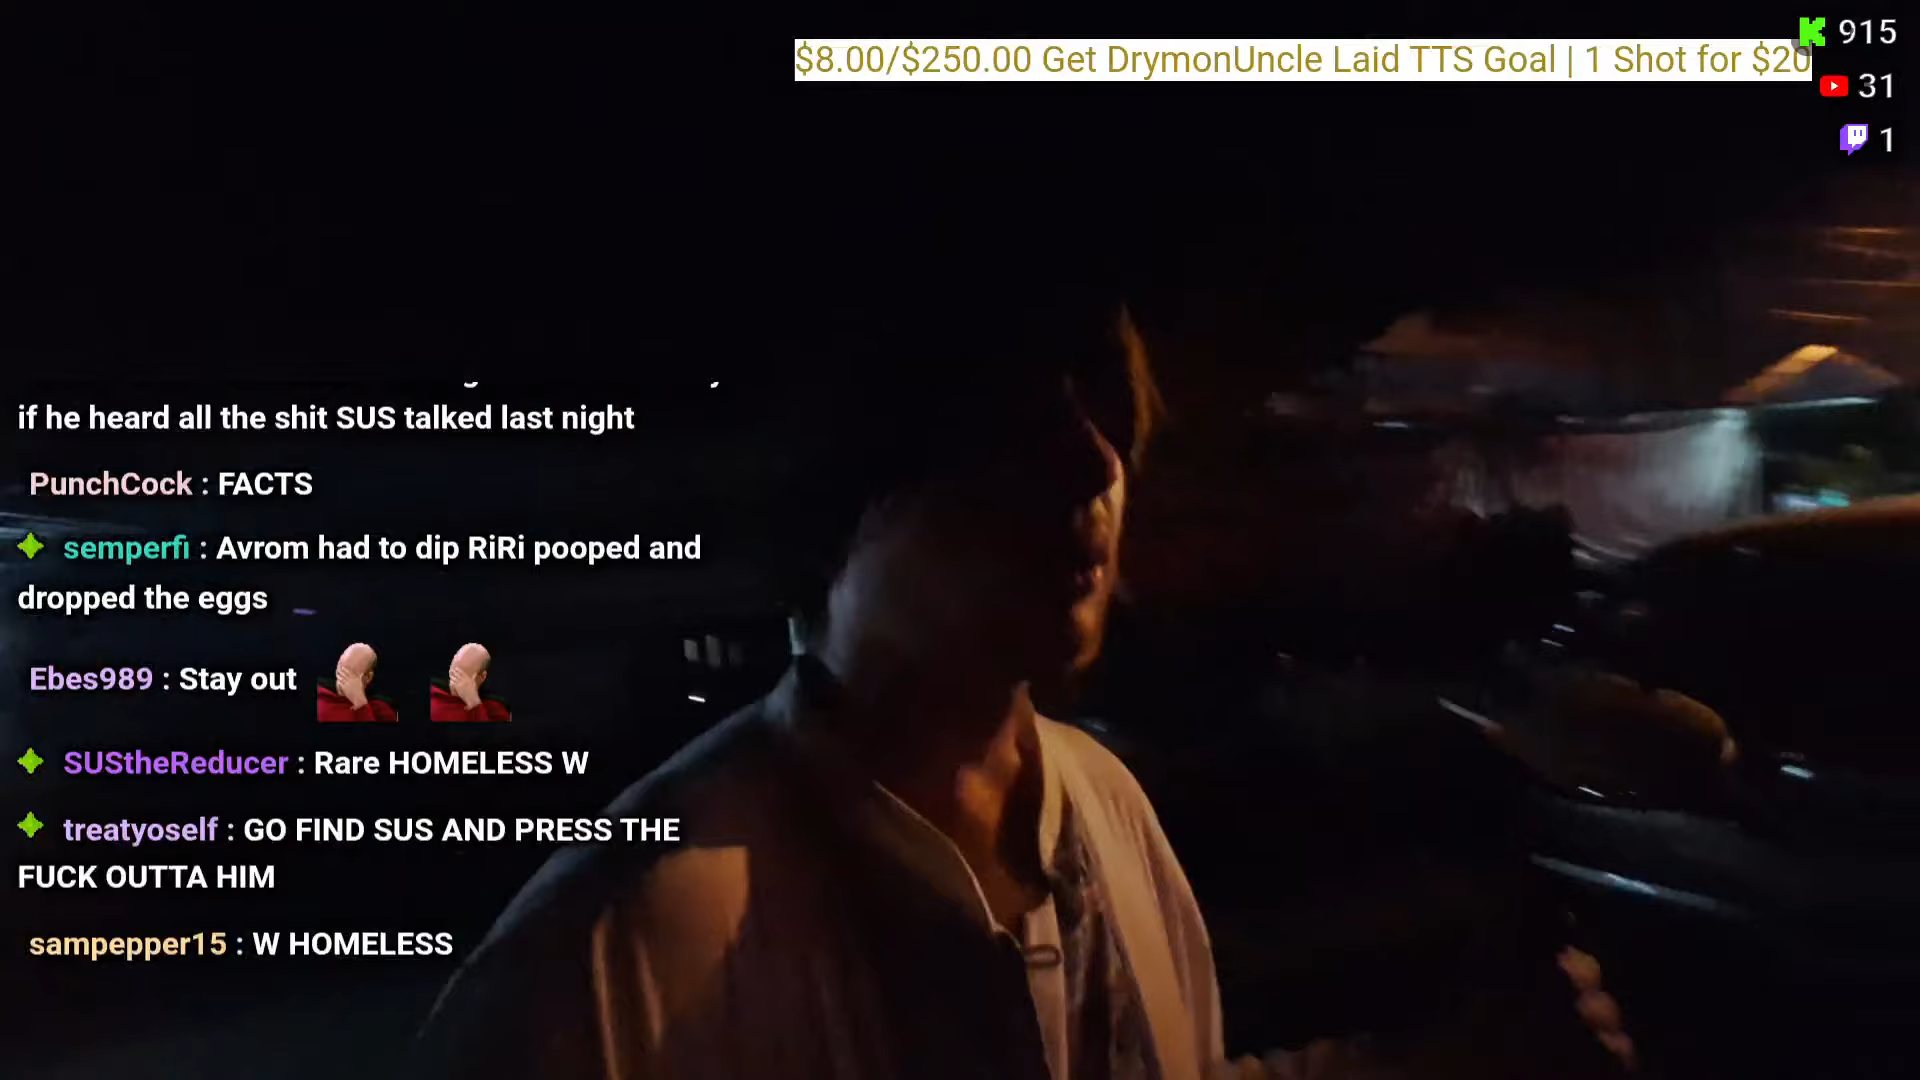 $8.00/$250.00 Get DrymonUncle Laid TTS Goal | 1 Shot for $20
915
31
1
if he heard all the shit SUS talked last night
PunchCock : FACTS
semperfi : Avrom had to dip RiRi pooped and
dropped the eggs
Ebes989 : Stay out
SUStheReducer : Rare HOMELESS W
treatyoself : GO FIND SUS AND PRESS THE
FUCK OUTTA HIM
sampepper15 : W HOMELESS